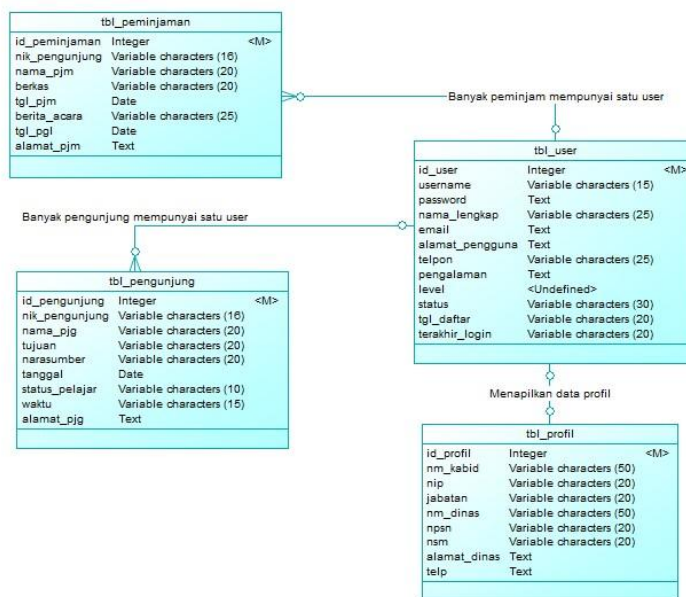 tbl_peminjaman
id_peminjaman Integer <M>
nik_pengunjung Variable characters (16)
nama_pjm Variable characters (20)
berkas Variable characters (20)
tgl_pjm Date
berita_acara Variable characters (25)
tgl_pgl Date
alamat_pjm Text
Banyak peminjam mempunyai satu user
tbl_user
id_user Integer <M>
username Variable characters (15)
password Text
nama_lengkap Variable characters (25)
email Text
alamat_pengguna Text
telpon Variable characters (25)
pengalaman Text
level <Undefined>
status Variable characters (30)
tgl_daftar Variable characters (20)
terakhir_login Variable characters (20)
Banyak pengunjung mempunyai satu user
tbl_pengunjung
id_pengunjung Integer <M>
nik_pengunjung Variable characters (16)
nama_pjg Variable characters (20)
tujuan Variable characters (20)
narasumber Variable characters (20)
tanggal Date
status_pelajar Variable characters (10)
waktu Variable characters (15)
alamat_pjg Text
Menapilkan data profil
tbl_profil
id_profil Integer <M>
nm_kabid Variable characters (50)
nip Variable characters (20)
jabatan Variable characters (20)
nm_dinas Variable characters (50)
npsn Variable characters (20)
nsm Variable characters (20)
alamat_dinas Text
telp Text